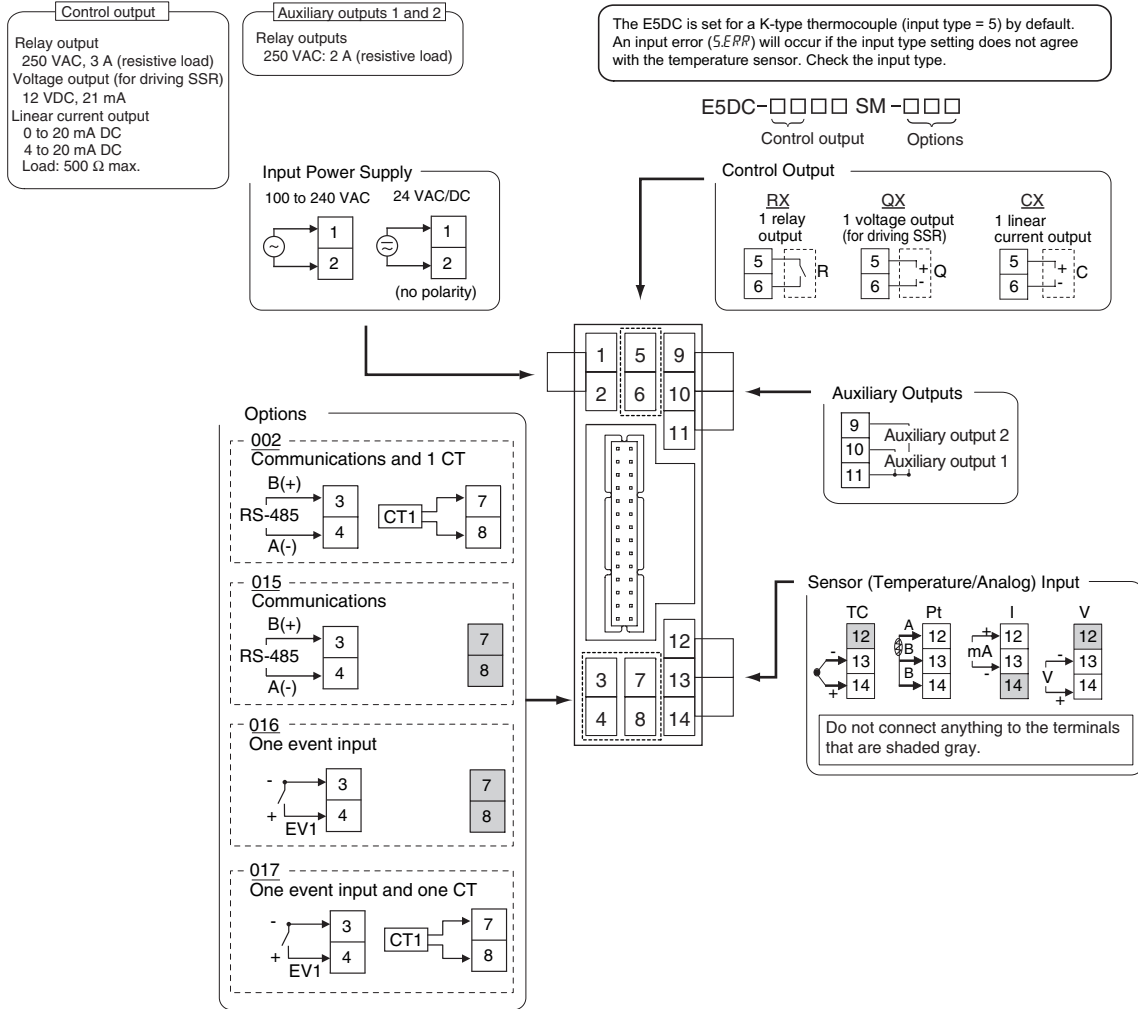 Control output
Relay output
250 VAC, 3 A (resistive load)
Voltage output (for driving SSR)
12 VDC, 21 mA
Linear current output
0 to 20 mA DC
4 to 20 mA DC
Load: 500 Ω max.
Auxiliary outputs 1 and 2
Relay outputs
250 VAC: 2 A (resistive load)
The E5DC is set for a K-type thermocouple (input type = 5) by default.
An input error (S.ERR) will occur if the input type setting does not agree
with the temperature sensor. Check the input type.
E5DC-□□□□ SM -□□□
Control output Options
Input Power Supply
100 to 240 VAC 24 VAC/DC
1 1
2 2
(no polarity)
Control Output
RX QX CX
1 relay output
1 voltage output (for driving SSR)
1 linear current output
5 R 5 + Q 5 + C
6 6 - 6 -
1 5 9
2 6 10
11
Auxiliary Outputs
9
Auxiliary output 2
10
Auxiliary output 1
11
Options
002
Communications and 1 CT
B(+)
RS-485
A(-)
3
4
CT1
7
8
015
Communications
B(+)
RS-485
A(-)
3
4
7
8
016
One event input
-
+
EV1
3
4
7
8
017
One event input and one CT
-
+
EV1
3
4
CT1
7
8
12
3 7 13
4 8 14
Sensor (Temperature/Analog) Input
TC Pt I V
12 A 12 + 12 12
- 13 B 13 mA 13 - 13
+ 14 B 14 - 14 V + 14
Do not connect anything to the terminals
that are shaded gray.